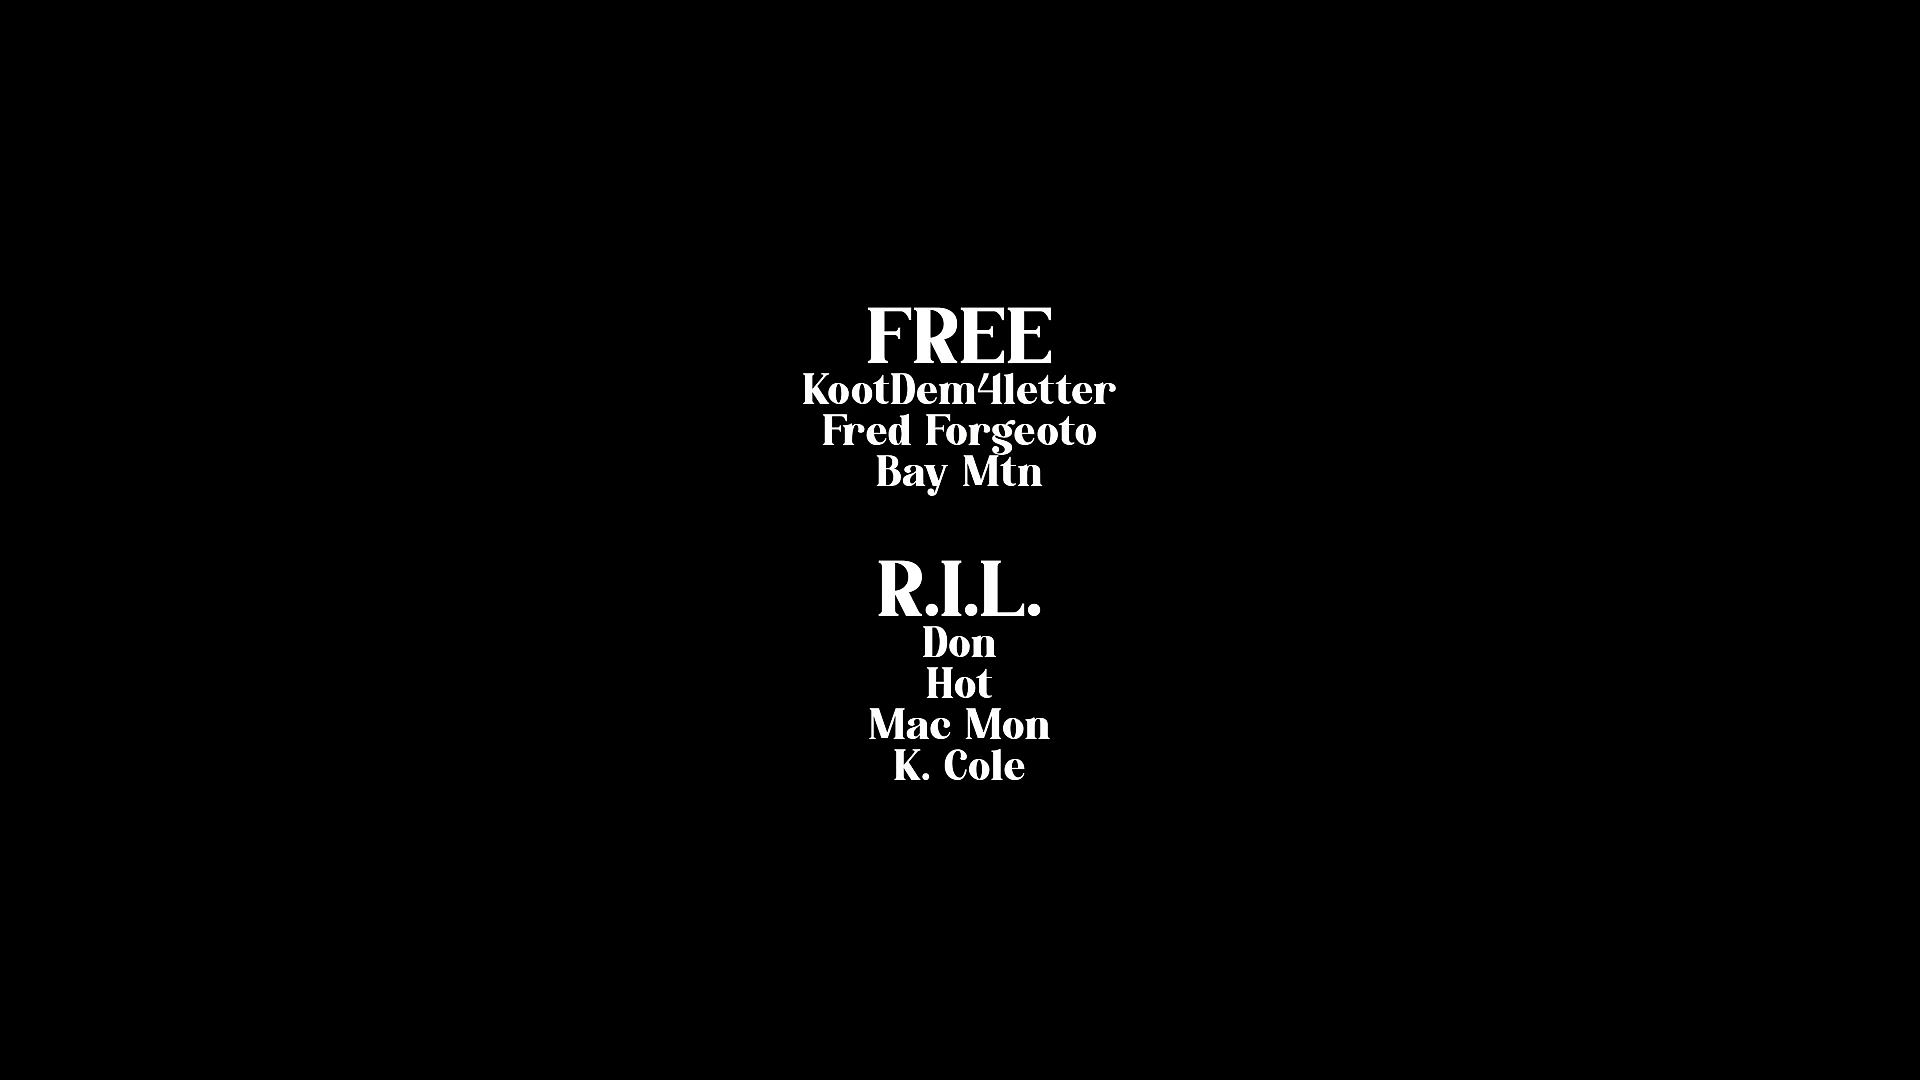 FREE
KootDem4letter
Fred Forgeoto
Bay Mtn
R.I.L.
Don
Hot
Mac Mon
K. Cole